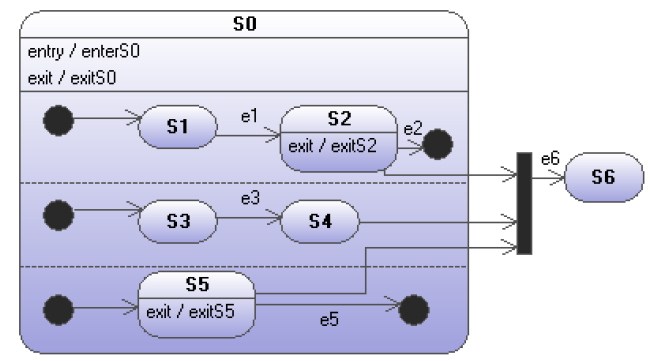 S0
entry / enterS0
exit / exitS0
S1
e1
S2
exit / exitS2
e2
e6
S6
S3
e3
S4
S5
exit / exitS5
e5